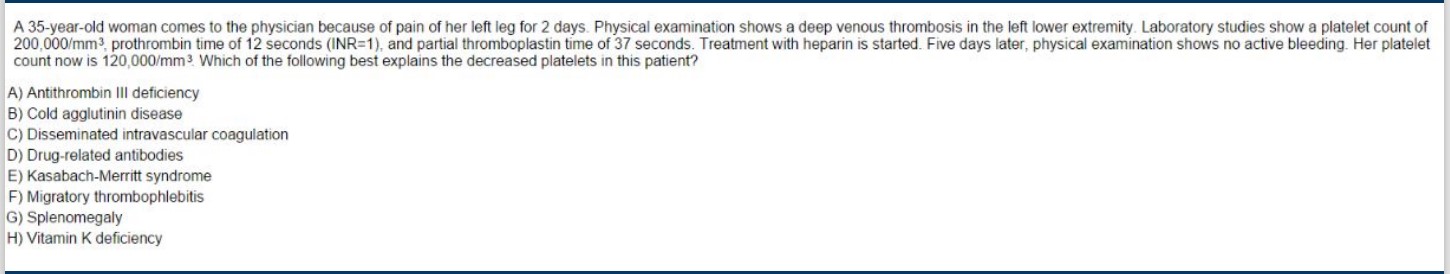 A 35-year-old woman comes to the physician because of pain of her left leg for 2 days. Physical examination shows a deep venous thrombosis in the left lower extremity. Laboratory studies show a platelet count of
200,000/mm³, prothrombin time of 12 seconds (INR=1), and partial thromboplastin time of 37 seconds. Treatment with heparin is started. Five days later, physical examination shows no active bleeding. Her platelet
count now is 120,000/mm³. Which of the following best explains the decreased platelets in this patient?
A) Antithrombin III deficiency
B) Cold agglutinin disease
C) Disseminated intravascular coagulation
D) Drug-related antibodies
E) Kasabach-Merritt syndrome
F) Migratory thrombophlebitis
G) Splenomegaly
H) Vitamin K deficiency